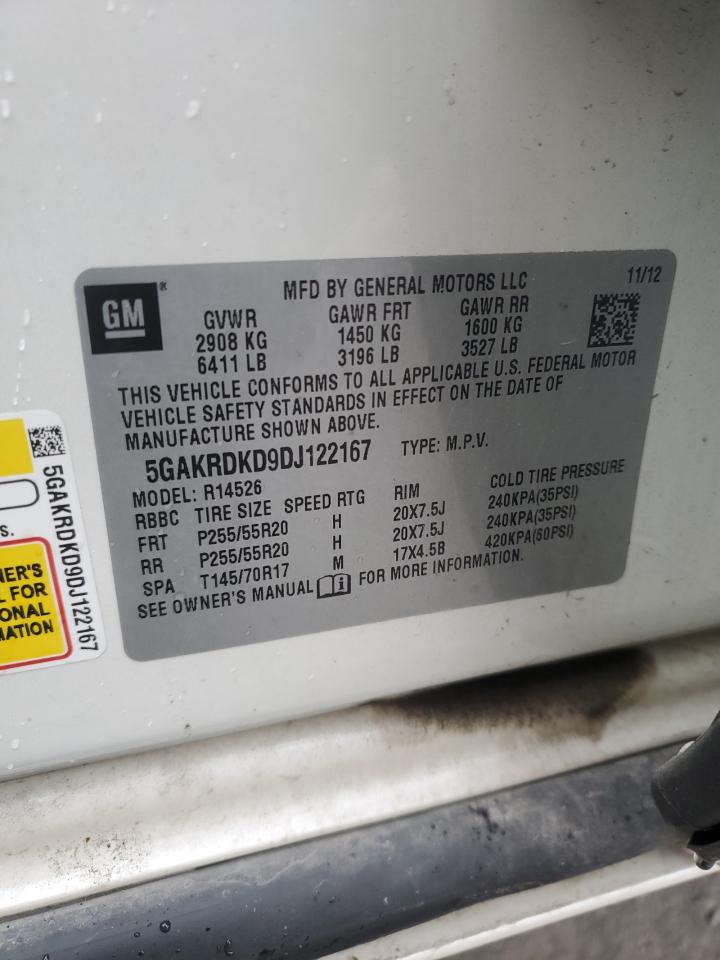 GM
®
MFD BY GENERAL MOTORS LLC
11/12
GVWR GAWR FRT GAWR RR
2908 KG 1450 KG 1600 KG
6411 LB 3196 LB 3527 LB
THIS VEHICLE CONFORMS TO ALL APPLICABLE U.S. FEDERAL MOTOR
VEHICLE SAFETY STANDARDS IN EFFECT ON THE DATE OF
MANUFACTURE SHOWN ABOVE.
5GAKRDKD9DJ122167 TYPE: M.P.V.
MODEL: R14526
RBBC TIRE SIZE SPEED RTG RIM COLD TIRE PRESSURE
FRT P255/55R20 H 20X7.5J 240KPA(35PSI)
RR P255/55R20 H 20X7.5J 240KPA(35PSI)
SPA T145/70R17 M 17X4.5B 420KPA(60PSI)
SEE OWNER'S MANUAL i FOR MORE INFORMATION.
5GAKRDKD9DJ122167
S.
NER'S
L FOR
ONAL
MATION